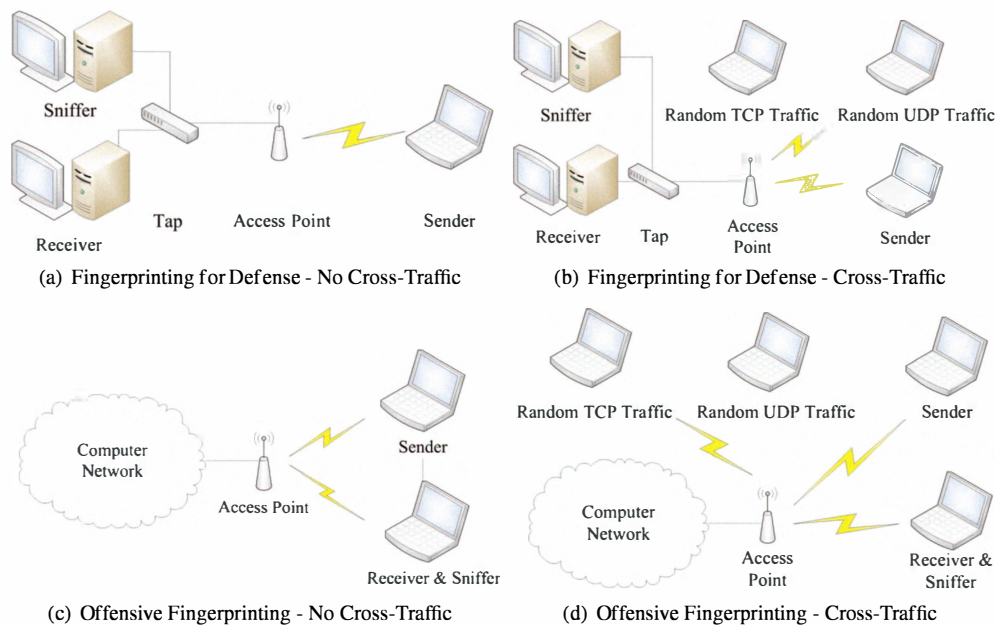 Sniffer
Receiver
Tap
Access Point
Sender
(a) Fingerprinting for Defense - No Cross-Traffic
Random TCP Traffic
Random UDP Traffic
Sniffer
Receiver
Tap
Access
Point
Sender
(b) Fingerprinting for Defense - Cross-Traffic
Computer
Network
Access Point
Sender
Receiver & Sniffer
(c) Offensive Fingerprinting - No Cross-Traffic
Random TCP Traffic
Random UDP Traffic
Sender
Computer
Network
Access
Point
Receiver &
Sniffer
(d) Offensive Fingerprinting - Cross-Traffic